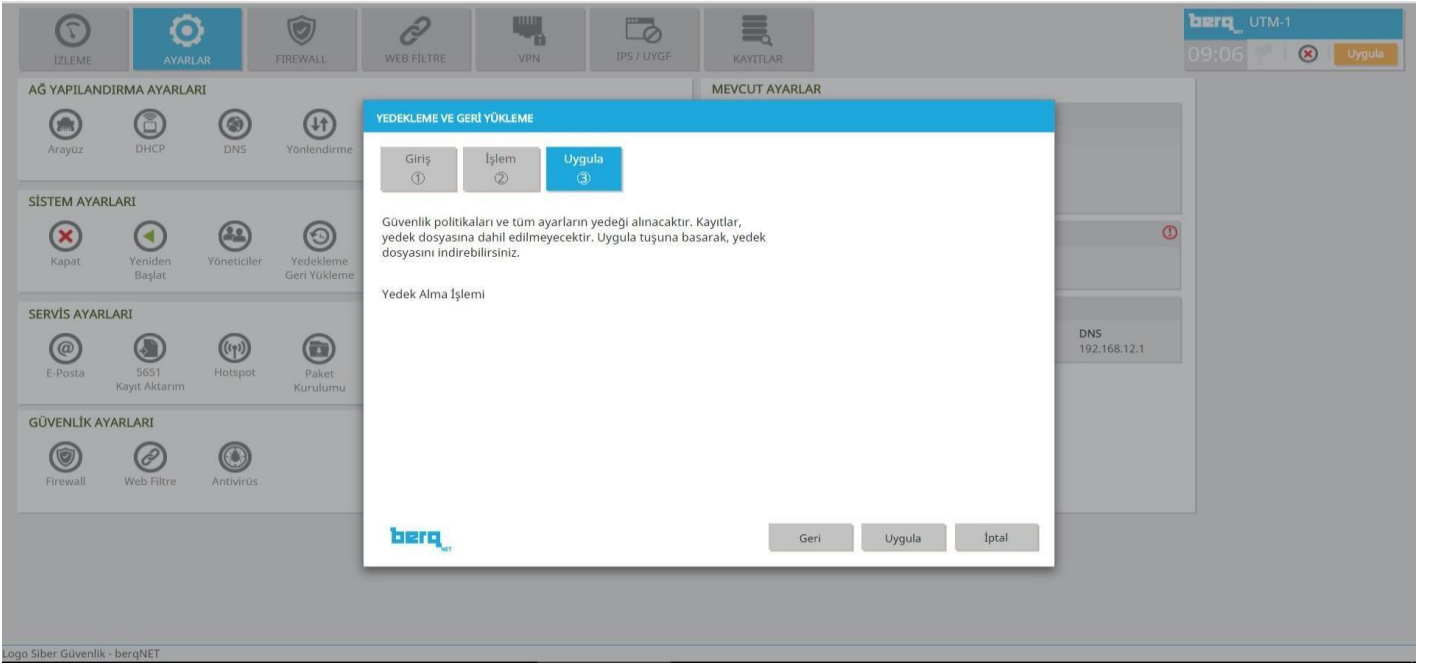 İZLEME
AYARLAR
FIREWALL
WEB FİLTRE
VPN
IPS / UYGF
KAYITLAR
berq NET UTM-1
09:06
Uygula
AĞ YAPILANDIRMA AYARLARI
Arayüz
DHCP
DNS
Yönlendirme
SİSTEM AYARLARI
Kapat
Yeniden
Başlat
Yöneticiler
Yedekleme
Geri Yükleme
SERVİS AYARLARI
E-Posta
5651
Kayıt Aktarım
Hotspot
Paket
Kurulumu
GÜVENLİK AYARLARI
Firewall
Web Filtre
Antivirüs
MEVCUT AYARLAR
DNS
192.168.12.1
YEDEKLEME VE GERİ YÜKLEME
Giriş
①
İşlem
②
Uygula
③
Güvenlik politikaları ve tüm ayarların yedeği alınacaktır. Kayıtlar,
yedek dosyasına dahil edilmeyecektir. Uygula tuşuna basarak, yedek
dosyasını indirebilirsiniz.
Yedek Alma İşlemi
berq NET
Geri
Uygula
İptal
Logo Siber Güvenlik - berqNET